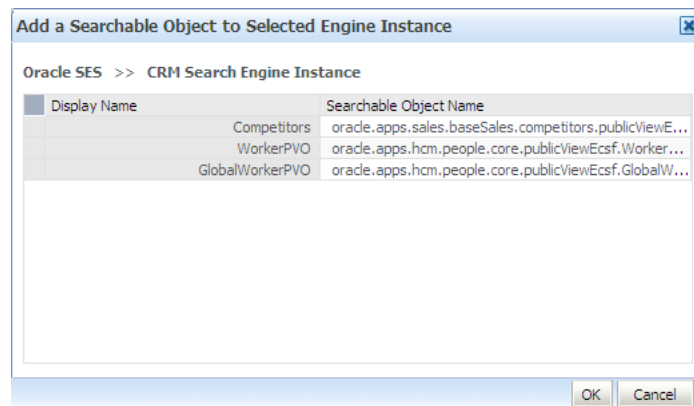 Add a Searchable Object to Selected Engine Instance
Oracle SES >> CRM Search Engine Instance
Display Name Searchable Object Name
Competitors oracle.apps.sales.baseSales.competitors.publicViewE...
WorkerPVO oracle.apps.hcm.people.core.publicViewEcsf.Worker...
GlobalWorkerPVO oracle.apps.hcm.people.core.publicViewEcsf.GlobalW...
OK Cancel